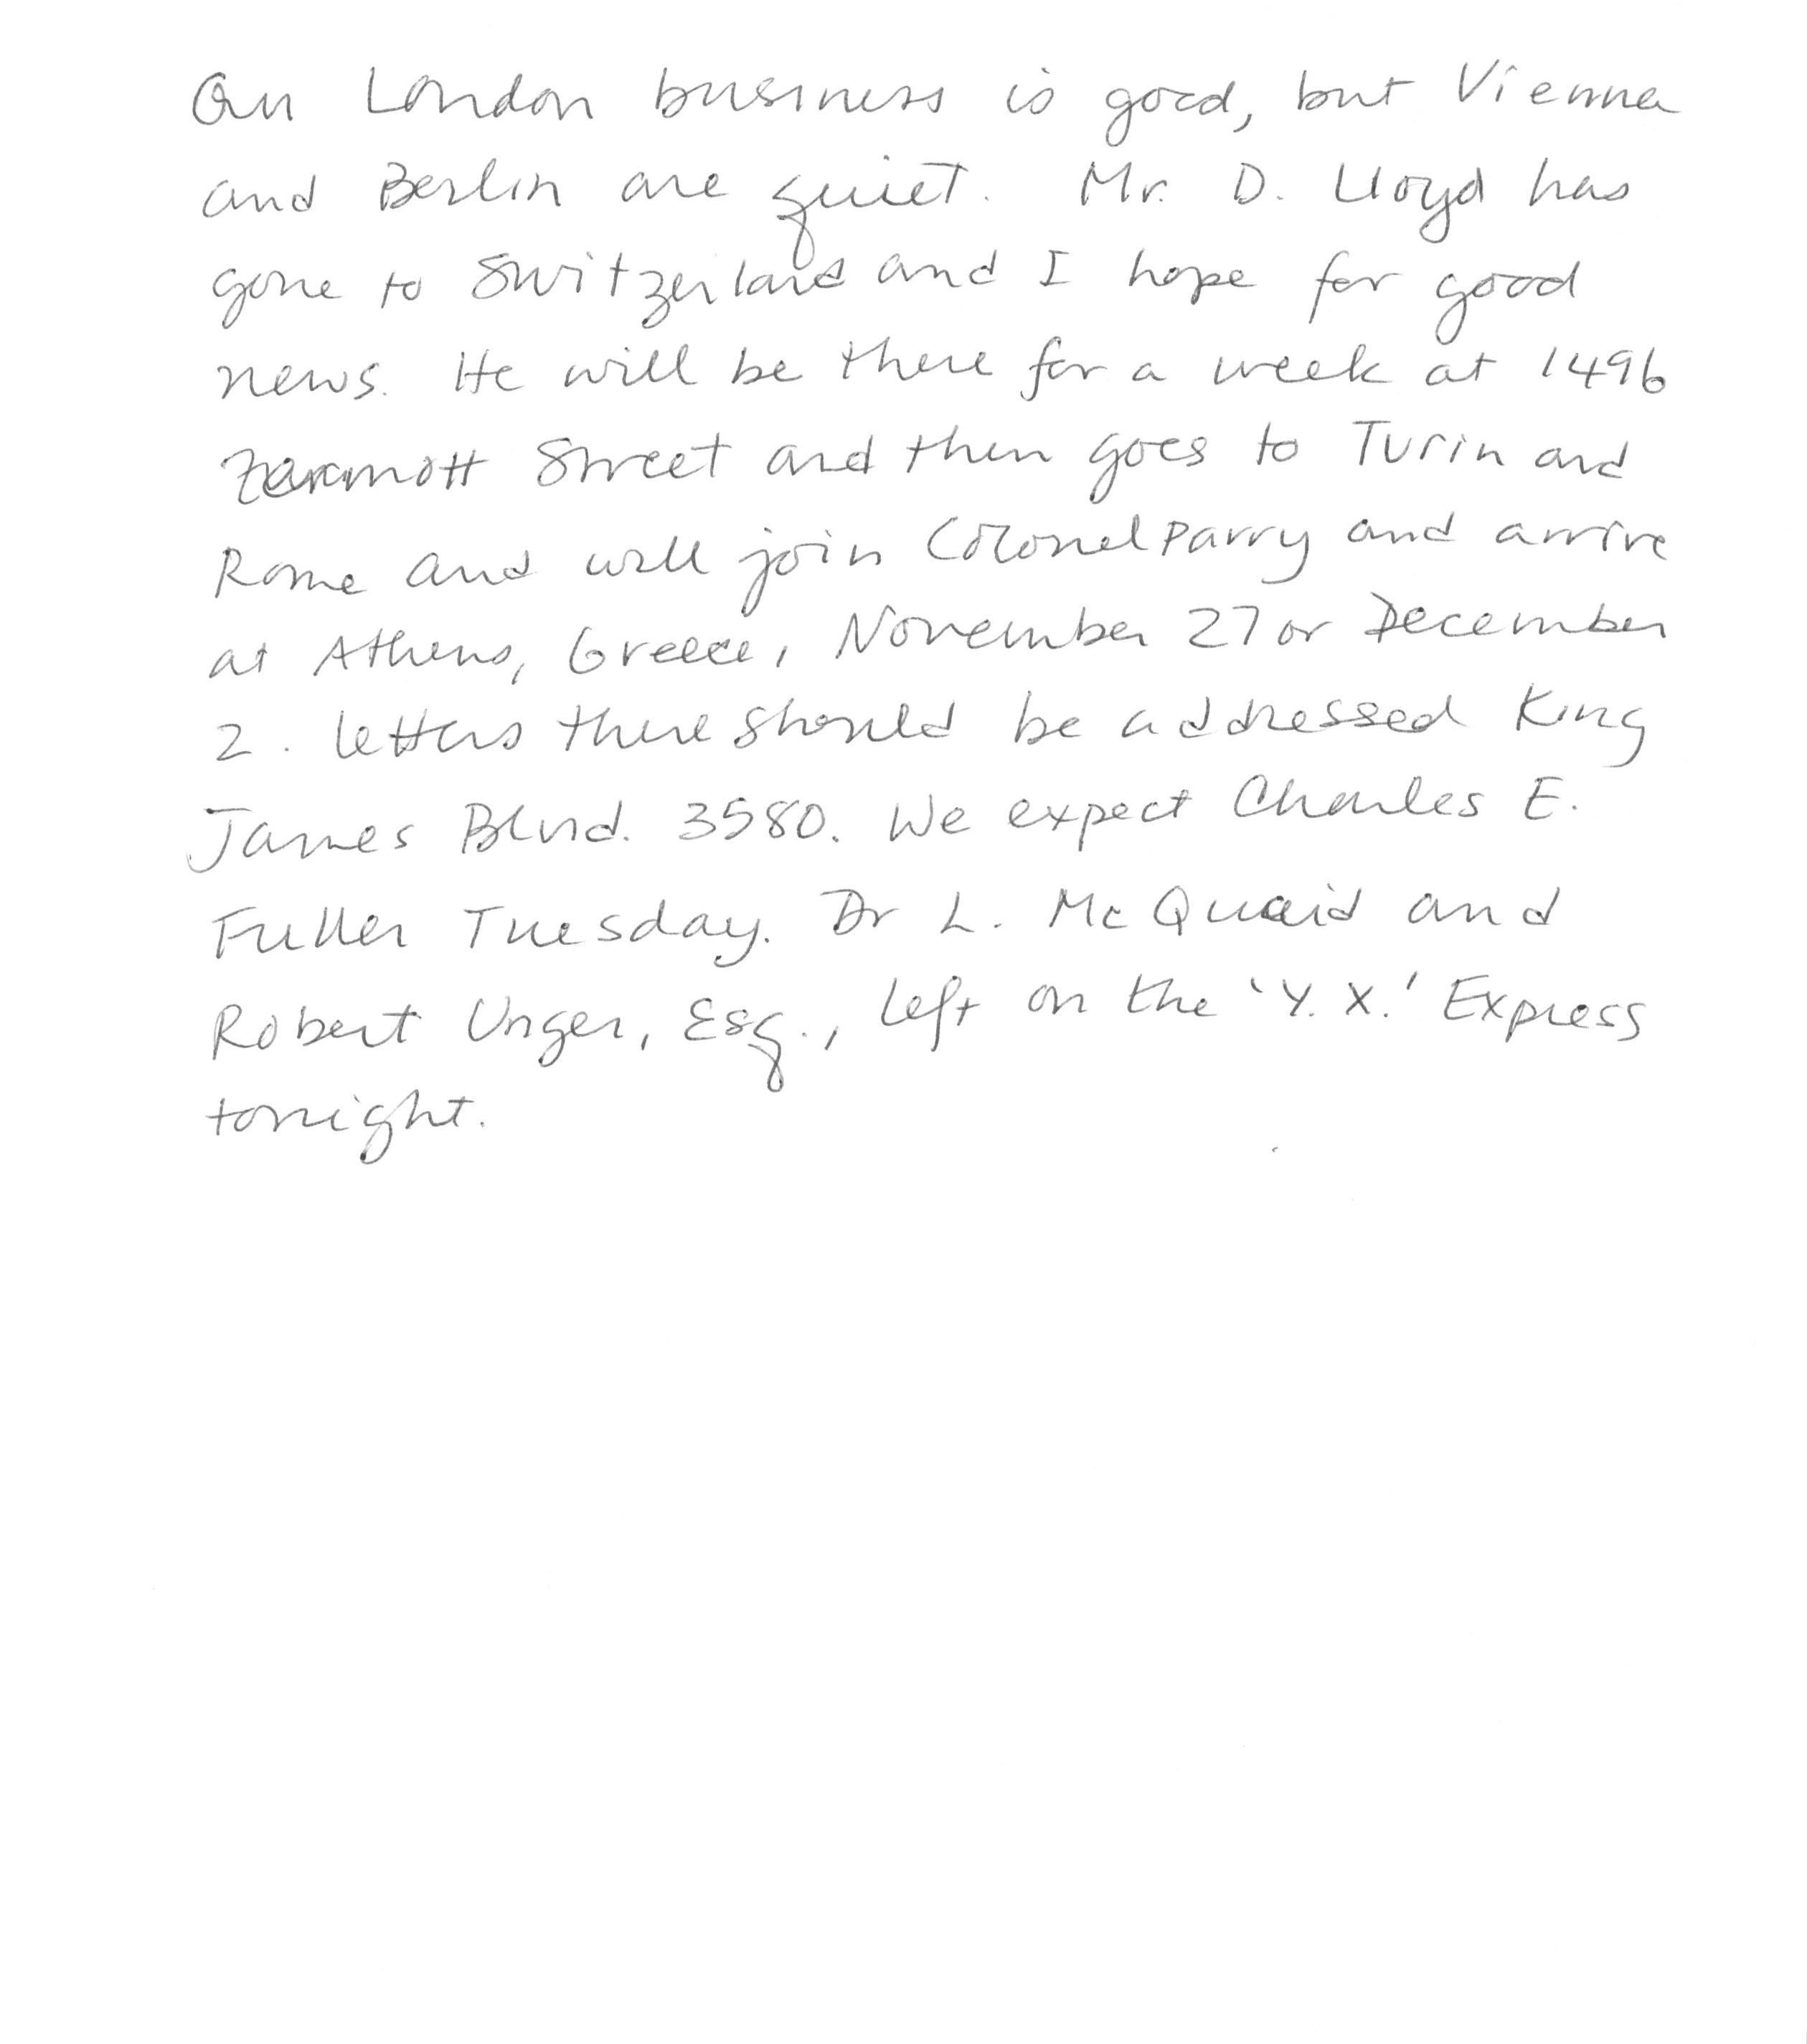 Our London business is good, but Vienna
and Berlin are quiet. Mr. D. Lloyd has
gone to Switzerland and I hope for good
news. He will be there for a week at 1496
Zermott Street and then goes to Turin and
Rome and will join Colonel Parry and arrive
at Athens, Greece, November 27 or December
2. Letters there should be addressed King
James Blvd. 3580. We expect Charles E.
Fuller Tuesday. Dr L. McQuaid and
Robert Unger, Esq., left on the 'Y.X.' Express
tonight.